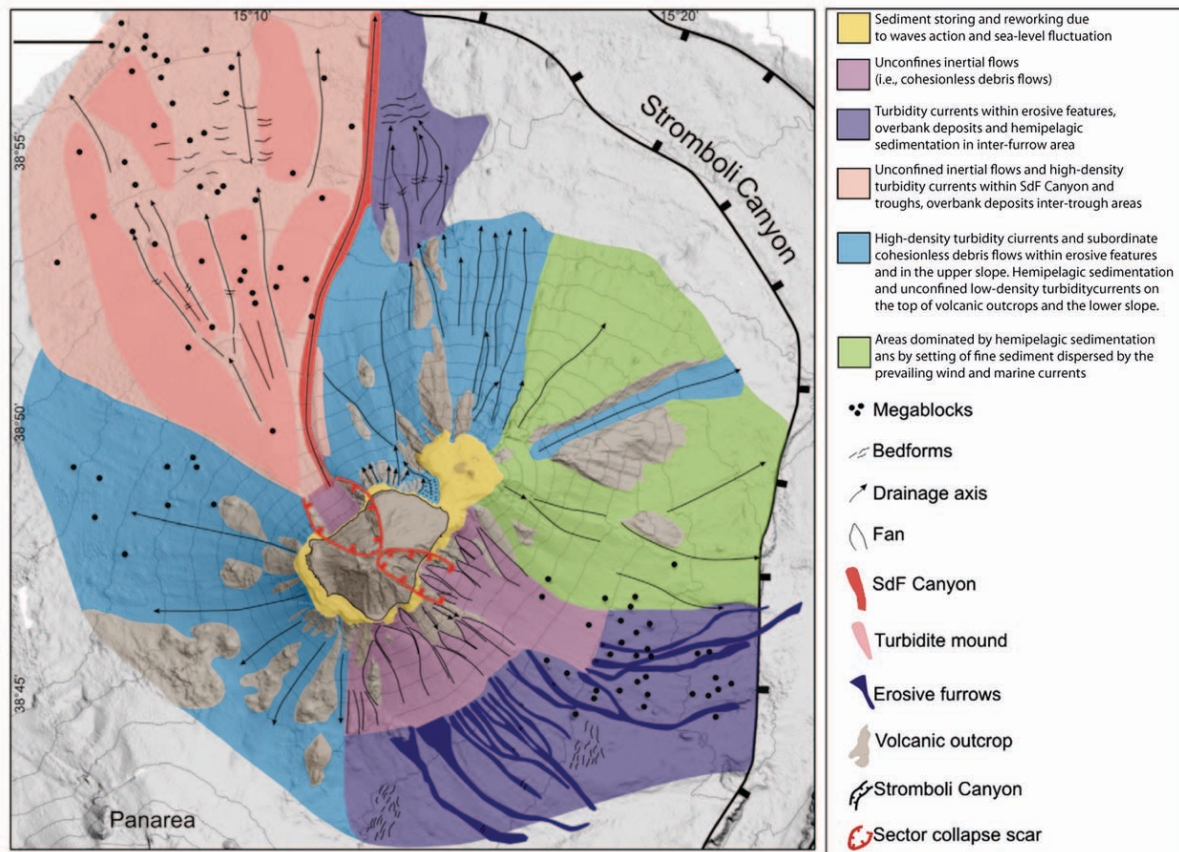 15°10'
15°20'
38°55'
38°50'
38°45'
Stromboli Canyon
Panarea
Sediment storing and reworking due
to waves action and sea-level fluctuation
Unconfines inertial flows
(i.e., cohesionless debris flows)
Turbidity currents within erosive features,
overbank deposits and hemipelagic
sedimentation in inter-furrow area
Unconfined inertial flows and high-density
turbidity currents within SdF Canyon and
troughs, overbank deposits inter-trough areas
High-density turbidity ciurrents and subordinate
cohesionless debris flows within erosive features
and in the upper slope. Hemipelagic sedimentation
and unconfined low-density turbiditycurrents on
the top of volcanic outcrops and the lower slope.
Areas dominated by hemipelagic sedimentation
ans by setting of fine sediment dispersed by the
prevailing wind and marine currents
Megablocks
Bedforms
Drainage axis
Fan
SdF Canyon
Turbidite mound
Erosive furrows
Volcanic outcrop
Stromboli Canyon
Sector collapse scar